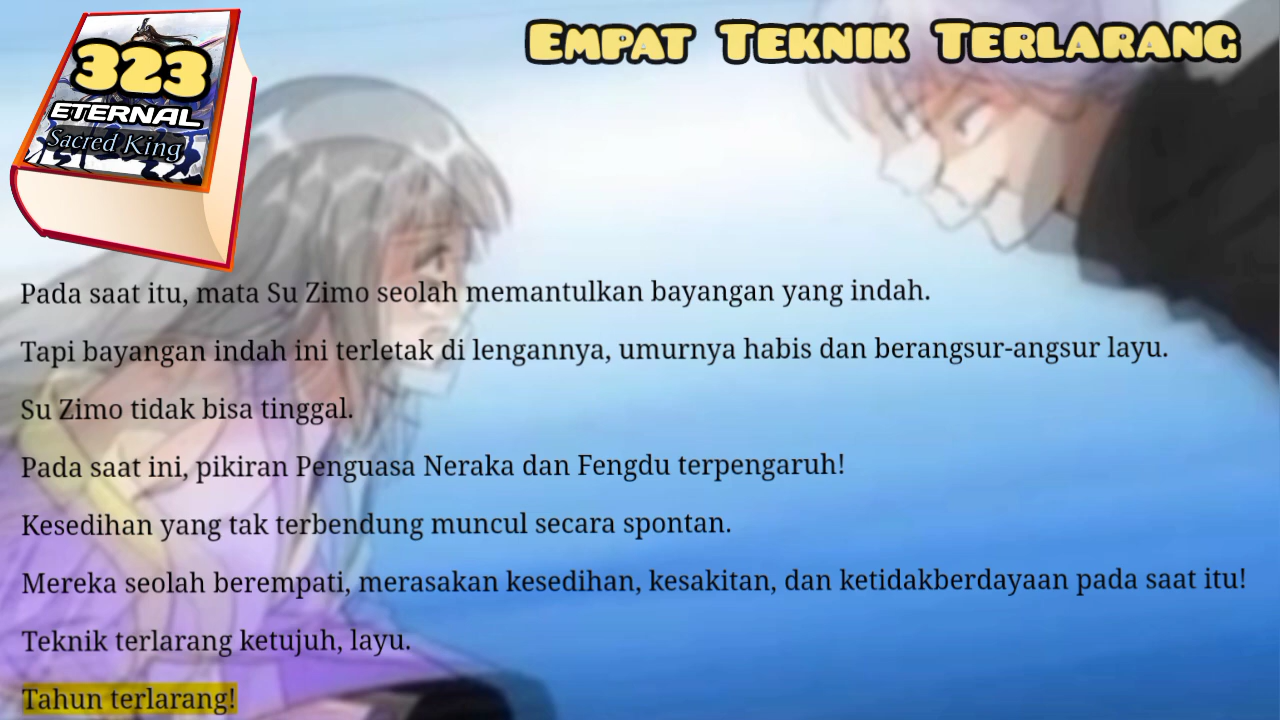 323
ETERNAL
Sacred King
EMPAT TEKNIK TERLARANG
Pada saat itu, mata Su Zimo seolah memantulkan bayangan yang indah.
Tapi bayangan indah ini terletak di lengannya, umurnya habis dan berangsur-angsur layu.
Su Zimo tidak bisa tinggal.
Pada saat ini, pikiran Penguasa Neraka dan Fengdu terpengaruh!
Kesedihan yang tak terbendung muncul secara spontan.
Mereka seolah berempati, merasakan kesedihan, kesakitan, dan ketidakberdayaan pada saat itu!
Teknik terlarang ketujuh, layu.
Tahun terlarang!